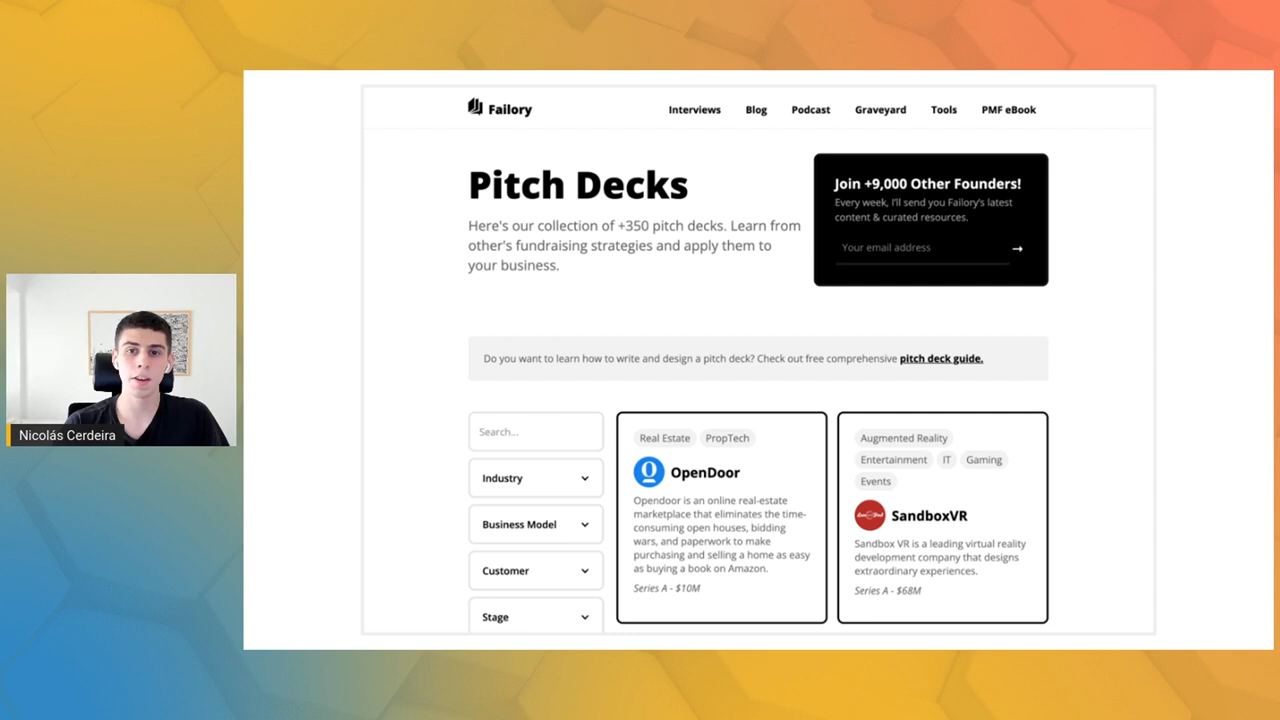 Failory
Interviews
Blog
Podcast
Graveyard
Tools
PMF eBook
Pitch Decks
Here's our collection of +350 pitch decks. Learn from
other's fundraising strategies and apply them to
your business.
Join +9,000 Other Founders!
Every week, I'll send you Failory's latest
content & curated resources.
Your email address
Do you want to learn how to write and design a pitch deck? Check out free comprehensive pitch deck guide.
Search...
Industry
Business Model
Customer
Stage
Real Estate
PropTech
OpenDoor
Opendoor is an online real-estate
marketplace that eliminates the time-
consuming open houses, bidding
wars, and paperwork to make
purchasing and selling a home as easy
as buying a book on Amazon.
Series A - $10M
Augmented Reality
Entertainment
IT
Gaming
Events
SandboxVR
Sandbox VR is a leading virtual reality
development company that designs
extraordinary experiences.
Series A - $68M
Nicolás Cerdeira